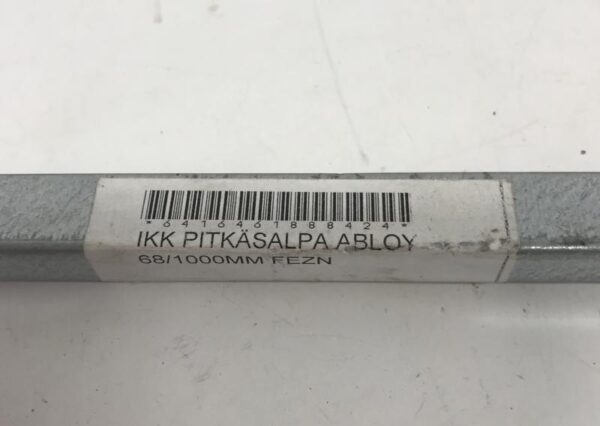 *6416461888424*
IKK PITKÄSALPA ABLOY
68/1000MM FEZN